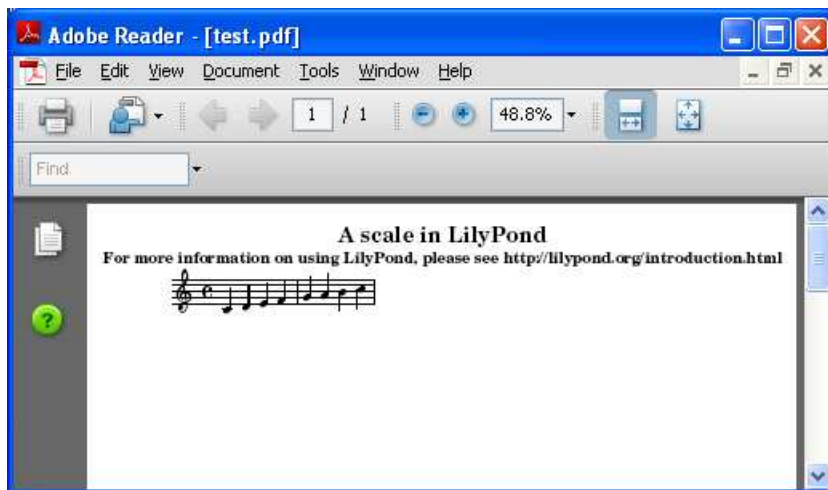 Adobe Reader - [test.pdf]
File Edit View Document Tools Window Help
1 / 1 48.8%
Find
A scale in LilyPond
For more information on using LilyPond, please see http://lilypond.org/introduction.html